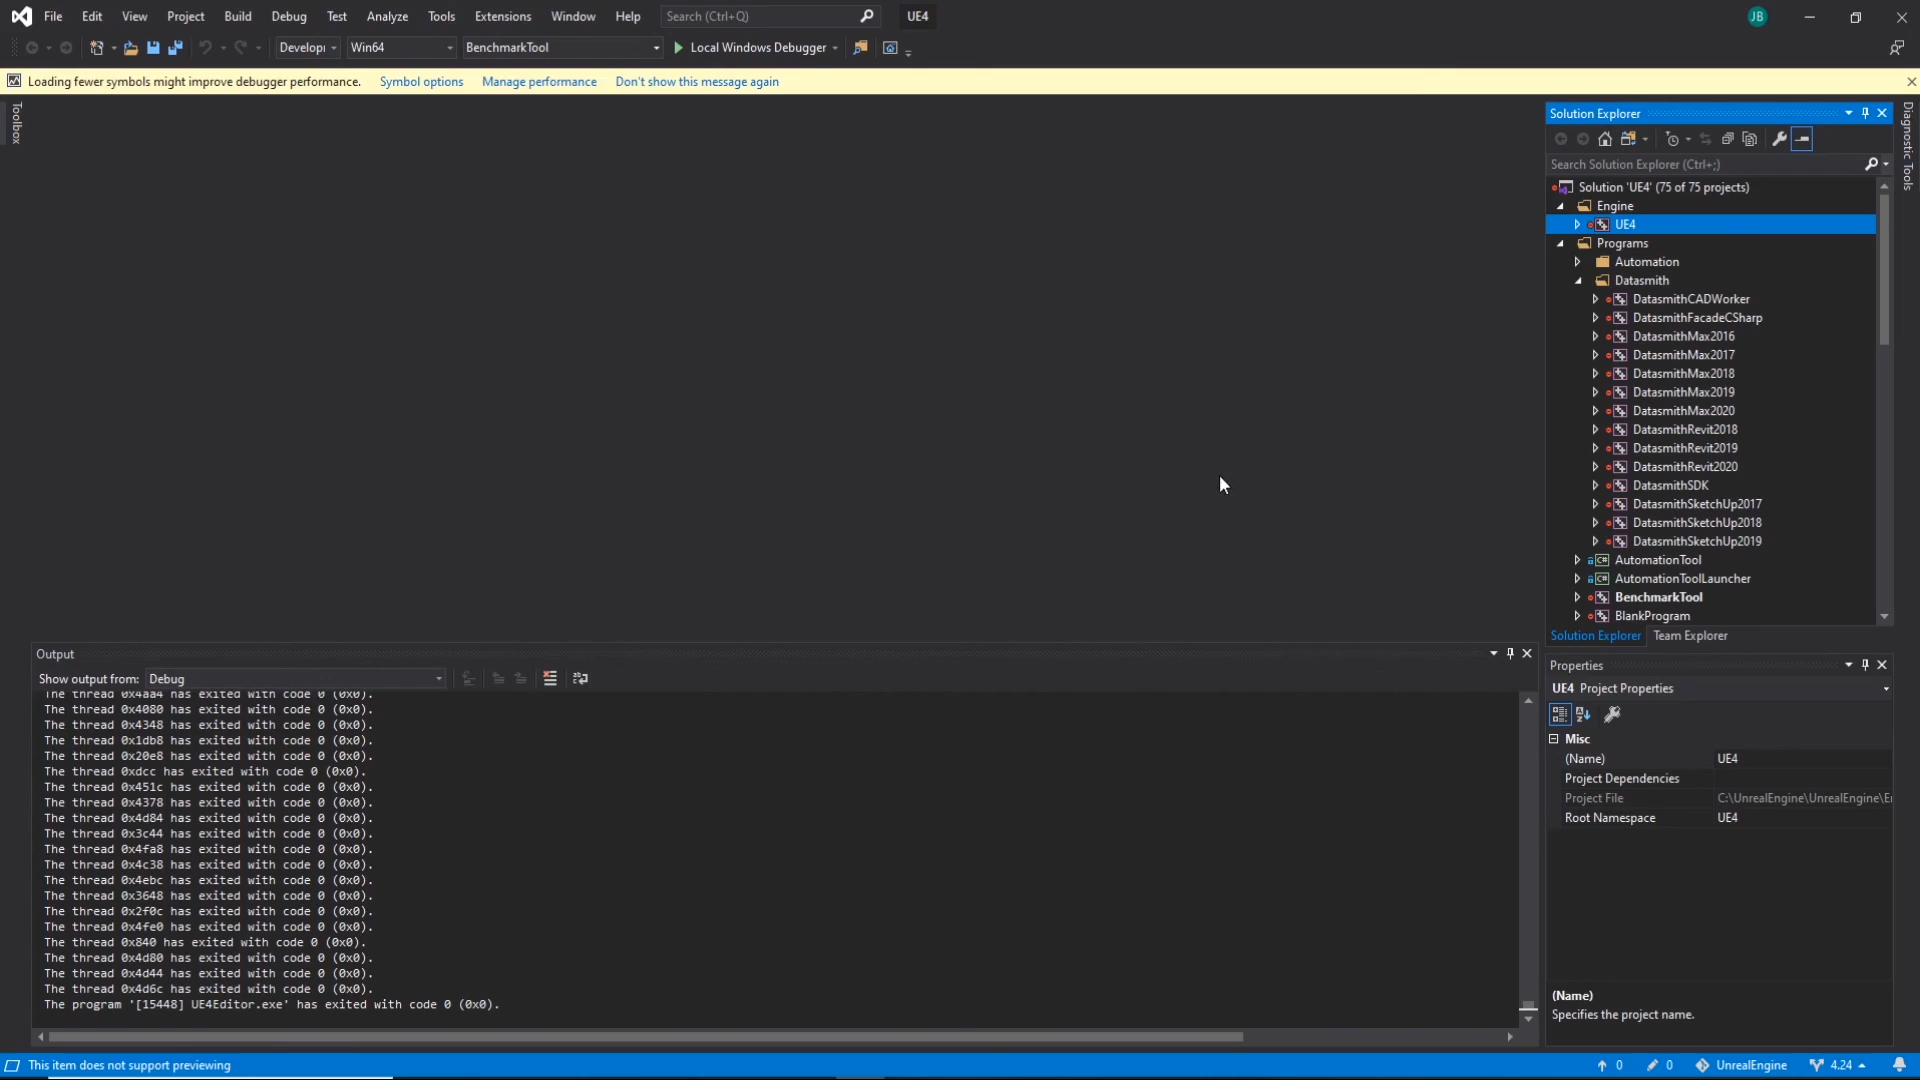 File Edit View Project Build Debug Test Analyze Tools Extensions Window Help Search (Ctrl+Q) UE4 JB
Developi Win64 BenchmarkTool Local Windows Debugger
Loading fewer symbols might improve debugger performance. Symbol options Manage performance Don't show this message again
Toolbox
Solution Explorer
Search Solution Explorer (Ctrl+;)
Solution 'UE4' (75 of 75 projects)
Engine
UE4
Programs
Automation
Datasmith
DatasmithCADWorker
DatasmithFacadeCSharp
DatasmithMax2016
DatasmithMax2017
DatasmithMax2018
DatasmithMax2019
DatasmithMax2020
DatasmithRevit2018
DatasmithRevit2019
DatasmithRevit2020
DatasmithSDK
DatasmithSketchUp2017
DatasmithSketchUp2018
DatasmithSketchUp2019
AutomationTool
AutomationToolLauncher
BenchmarkTool
BlankProgram
Solution Explorer Team Explorer
Diagnostic Tools
Output
Show output from: Debug
The thread 0x4aa4 has exited with code 0 (0x0).
The thread 0x4080 has exited with code 0 (0x0).
The thread 0x4348 has exited with code 0 (0x0).
The thread 0x1db8 has exited with code 0 (0x0).
The thread 0x20e8 has exited with code 0 (0x0).
The thread 0xdcc has exited with code 0 (0x0).
The thread 0x451c has exited with code 0 (0x0).
The thread 0x4378 has exited with code 0 (0x0).
The thread 0x4d84 has exited with code 0 (0x0).
The thread 0x3c44 has exited with code 0 (0x0).
The thread 0x4fa8 has exited with code 0 (0x0).
The thread 0x4c38 has exited with code 0 (0x0).
The thread 0x4ebc has exited with code 0 (0x0).
The thread 0x3648 has exited with code 0 (0x0).
The thread 0x2f0c has exited with code 0 (0x0).
The thread 0x4fe0 has exited with code 0 (0x0).
The thread 0x840 has exited with code 0 (0x0).
The thread 0x4d80 has exited with code 0 (0x0).
The thread 0x4d44 has exited with code 0 (0x0).
The thread 0x4d6c has exited with code 0 (0x0).
The program '[15448] UE4Editor.exe' has exited with code 0 (0x0).
Properties
UE4 Project Properties
Misc
(Name) UE4
Project Dependencies
Project File C:\UnrealEngine\UnrealEngine\E
Root Namespace UE4
(Name)
Specifies the project name.
This item does not support previewing 0 0 UnrealEngine 4.24